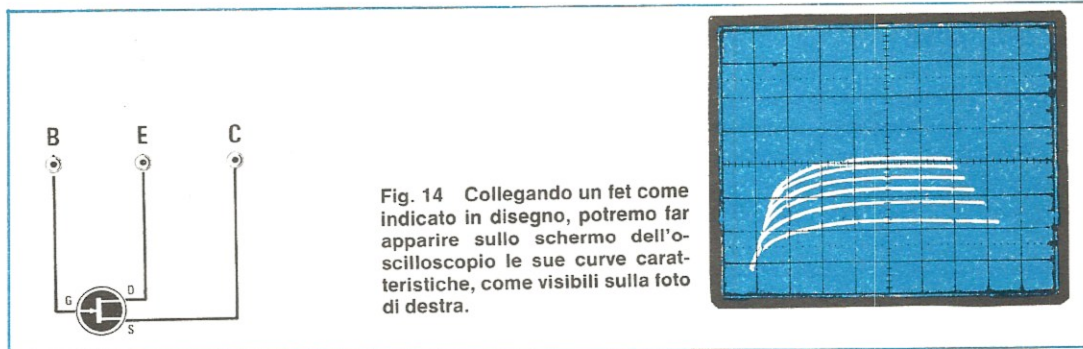 B E C
G D
S
Fig. 14 Collegando un fet come
indicato in disegno, potremo far
apparire sullo schermo dell'o-
scilloscopio le sue curve carat-
teristiche, come visibili sulla foto
di destra.